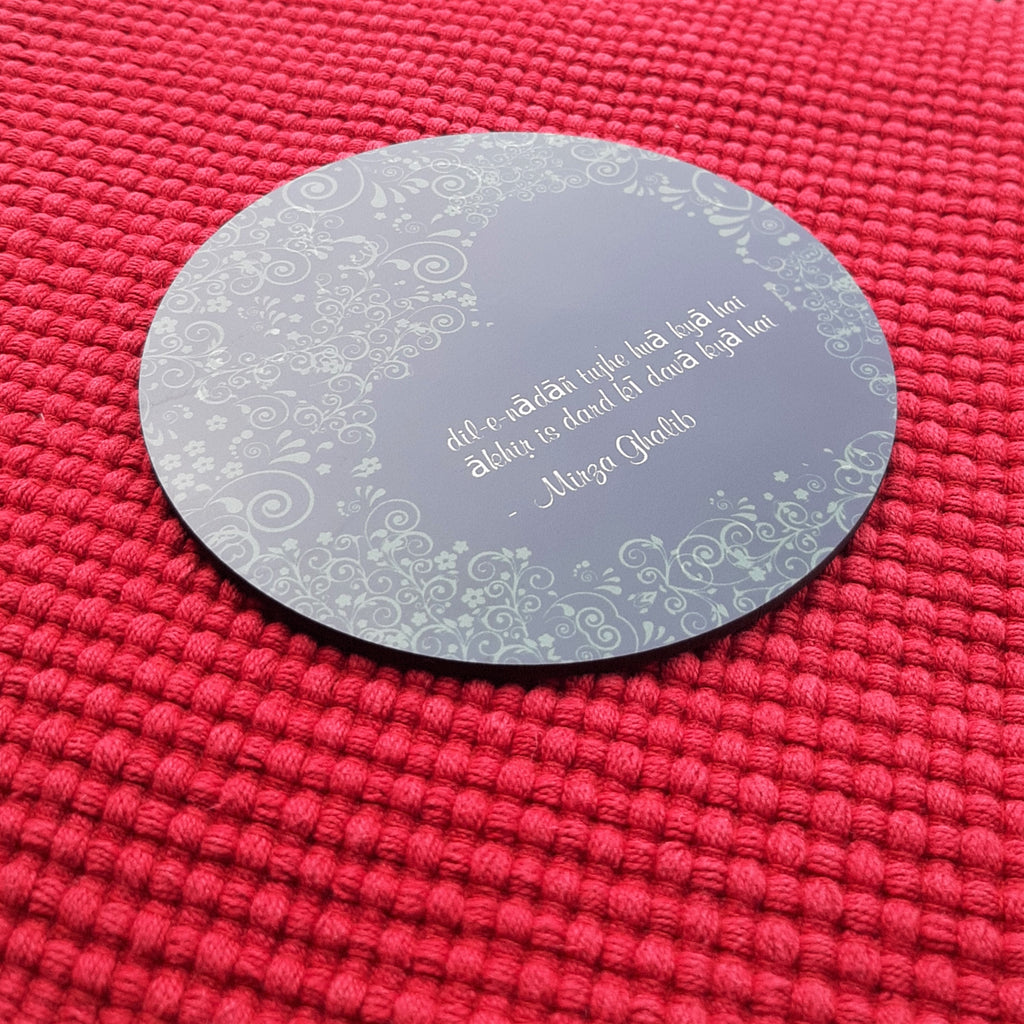 dil-e-nādāñ tujhe huā kyā hai
ākhir is dard kī davā kyā hai
- Mirza Ghalib